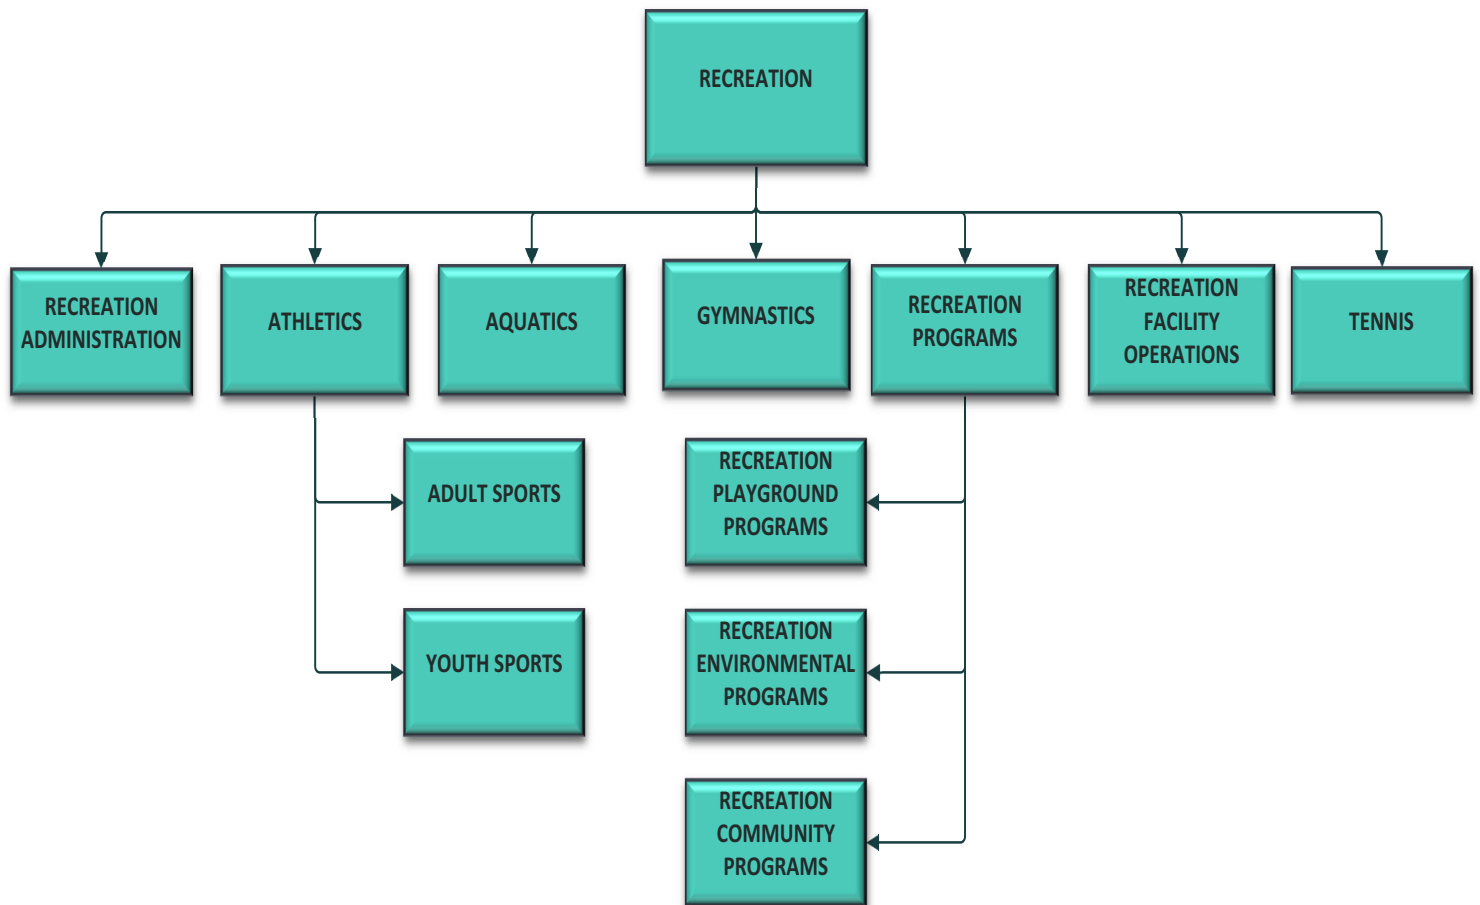 RECREATION
RECREATION
ADMINISTRATION
ATHLETICS
AQUATICS
GYMNASTICS
RECREATION
PROGRAMS
RECREATION
FACILITY
OPERATIONS
TENNIS
ADULT SPORTS
YOUTH SPORTS
RECREATION
PLAYGROUND
PROGRAMS
RECREATION
ENVIRONMENTAL
PROGRAMS
RECREATION
COMMUNITY
PROGRAMS